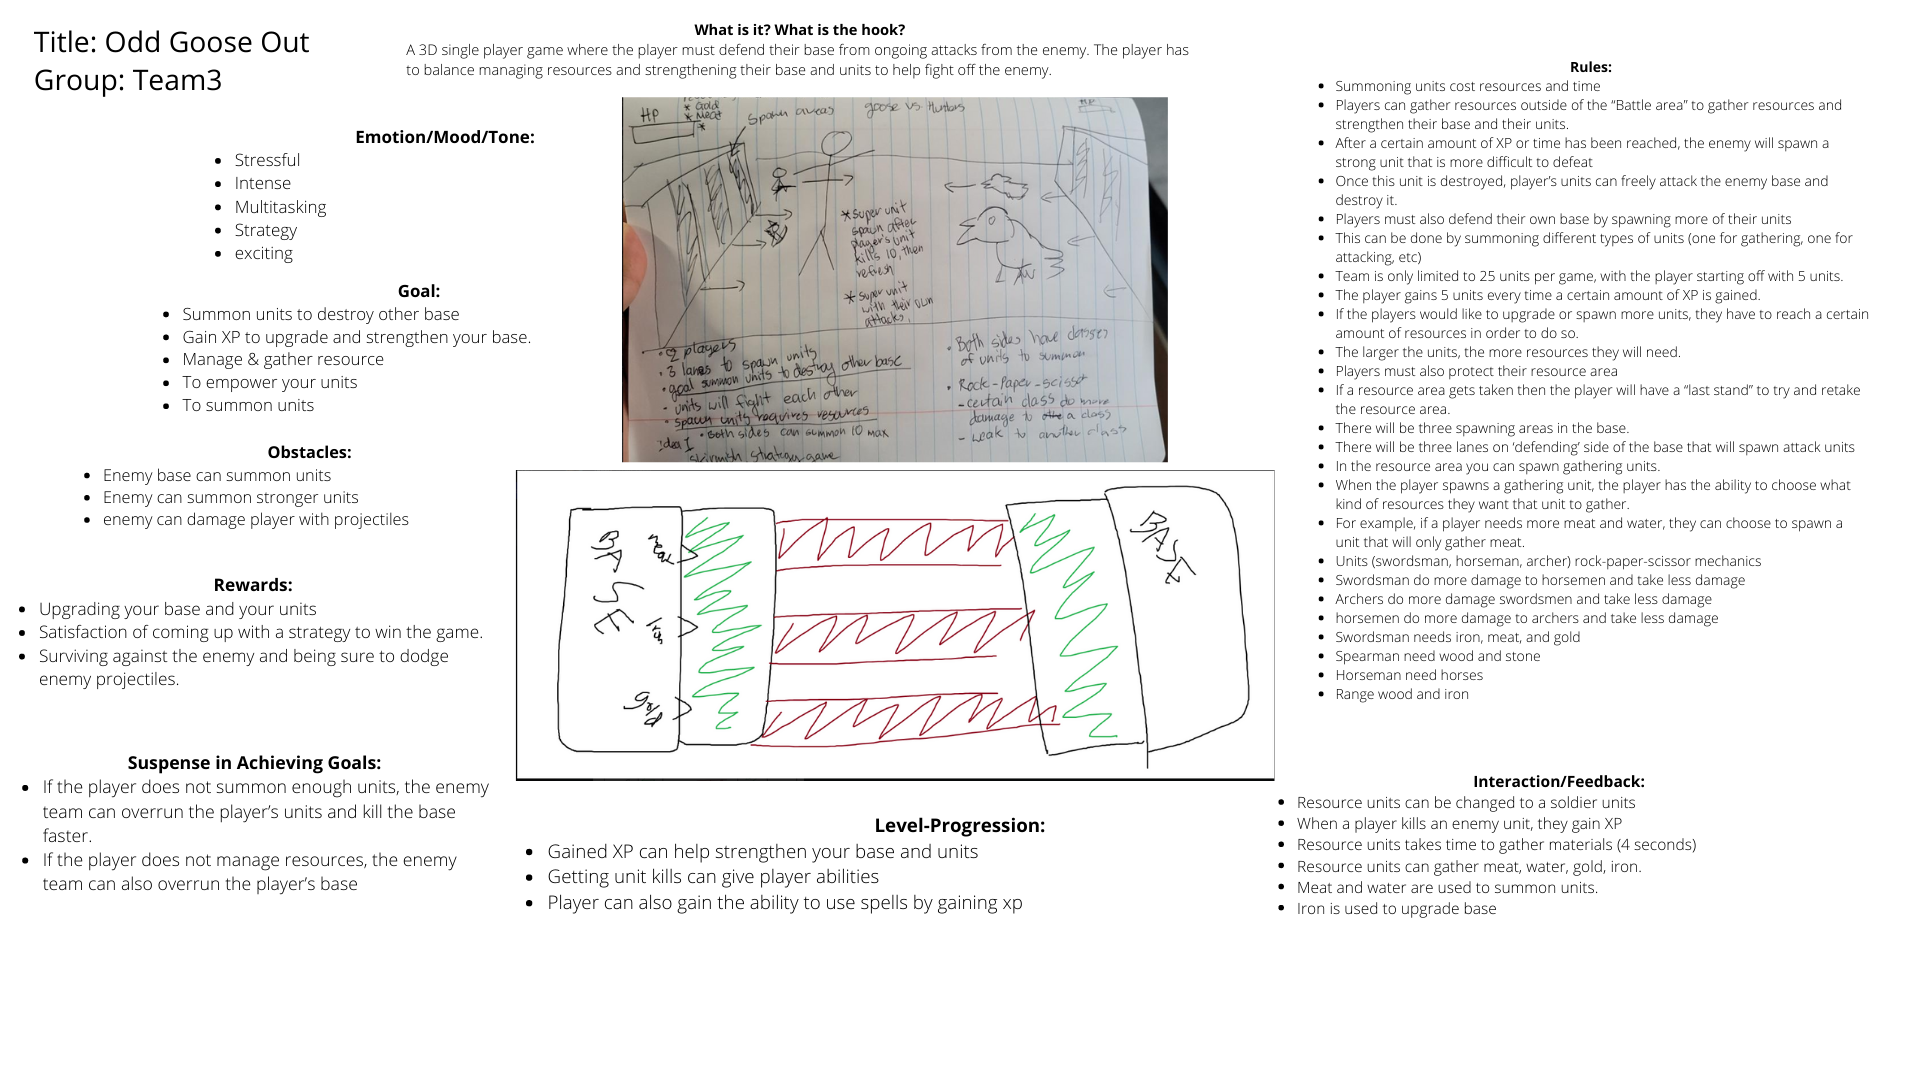 Title: Odd Goose Out
Group: Team3
What is it? What is the hook?
A 3D single player game where the player must defend their base from ongoing attacks from the enemy. The player has
to balance managing resources and strengthening their base and units to help fight off the enemy.
Emotion/Mood/Tone:
Stressful
Intense
Multitasking
Strategy
exciting
Goal:
Summon units to destroy other base
Gain XP to upgrade and strengthen your base.
Manage & gather resource
To empower your units
To summon units
Obstacles:
Enemy base can summon units
Enemy can summon stronger units
enemy can damage player with projectiles
Rewards:
Upgrading your base and your units
Satisfaction of coming up with a strategy to win the game.
Surviving against the enemy and being sure to dodge
enemy projectiles.
Suspense in Achieving Goals:
If the player does not summon enough units, the enemy
team can overrun the player’s units and kill the base
faster.
If the player does not manage resources, the enemy
team can also overrun the player’s base
HP
* Gold
* Meat
*
Spawn areas
goose vs Hunters
HP
* super unit
spawn after
player's unit
kills 10, then
refresh
* super unit
with their own
attacks.
• 2 players
• 3 lanes to spawn units
• goal summon units to destroy other base
- units will fight each other
• spawn units requires resources
• Both sides can summon 10 max
idea 1
skirmish strategy game
• Both sides have classes
of units to summon
• Rock-Paper-scissor
- certain class do more
damage to a class
- weak to another class
BASE
meat
Iron
BASE
Level-Progression:
Gained XP can help strengthen your base and units
Getting unit kills can give player abilities
Player can also gain the ability to use spells by gaining xp
Rules:
Summoning units cost resources and time
Players can gather resources outside of the “Battle area” to gather resources and
strengthen their base and their units.
After a certain amount of XP or time has been reached, the enemy will spawn a
strong unit that is more difficult to defeat
Once this unit is destroyed, player’s units can freely attack the enemy base and
destroy it.
Players must also defend their own base by spawning more of their units
This can be done by summoning different types of units (one for gathering, one for
attacking, etc)
Team is only limited to 25 units per game, with the player starting off with 5 units.
The player gains 5 units every time a certain amount of XP is gained.
If the players would like to upgrade or spawn more units, they have to reach a certain
amount of resources in order to do so.
The larger the units, the more resources they will need.
Players must also protect their resource area
If a resource area gets taken then the player will have a “last stand” to try and retake
the resource area.
There will be three spawning areas in the base.
There will be three lanes on ‘defending’ side of the base that will spawn attack units
In the resource area you can spawn gathering units.
When the player spawns a gathering unit, the player has the ability to choose what
kind of resources they want that unit to gather.
For example, if a player needs more meat and water, they can choose to spawn a
unit that will only gather meat.
Units (swordsman, horseman, archer) rock-paper-scissor mechanics
Swordsman do more damage to horsemen and take less damage
Archers do more damage swordsmen and take less damage
horsemen do more damage to archers and take less damage
Swordsman needs iron, meat, and gold
Spearman need wood and stone
Horseman need horses
Range wood and iron
Interaction/Feedback:
Resource units can be changed to a soldier units
When a player kills an enemy unit, they gain XP
Resource units takes time to gather materials (4 seconds)
Resource units can gather meat, water, gold, iron.
Meat and water are used to summon units.
Iron is used to upgrade base